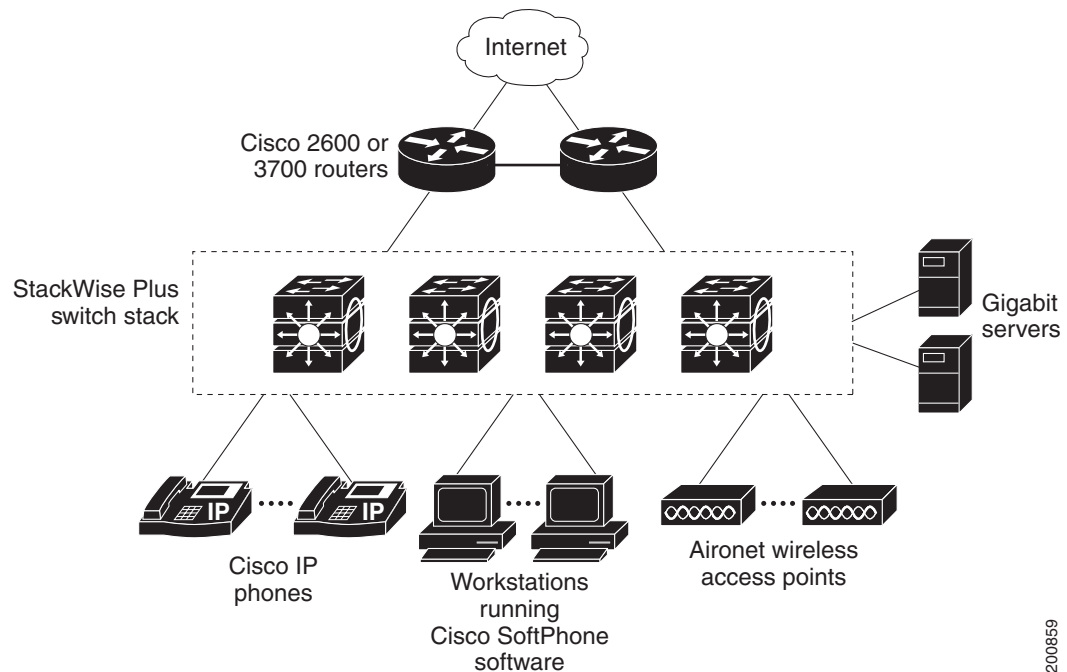 Internet
Cisco 2600 or
3700 routers
StackWise Plus
switch stack
Gigabit
servers
IP
IP
Cisco IP
phones
Workstations
running
Cisco SoftPhone
software
Aironet wireless
access points
200859